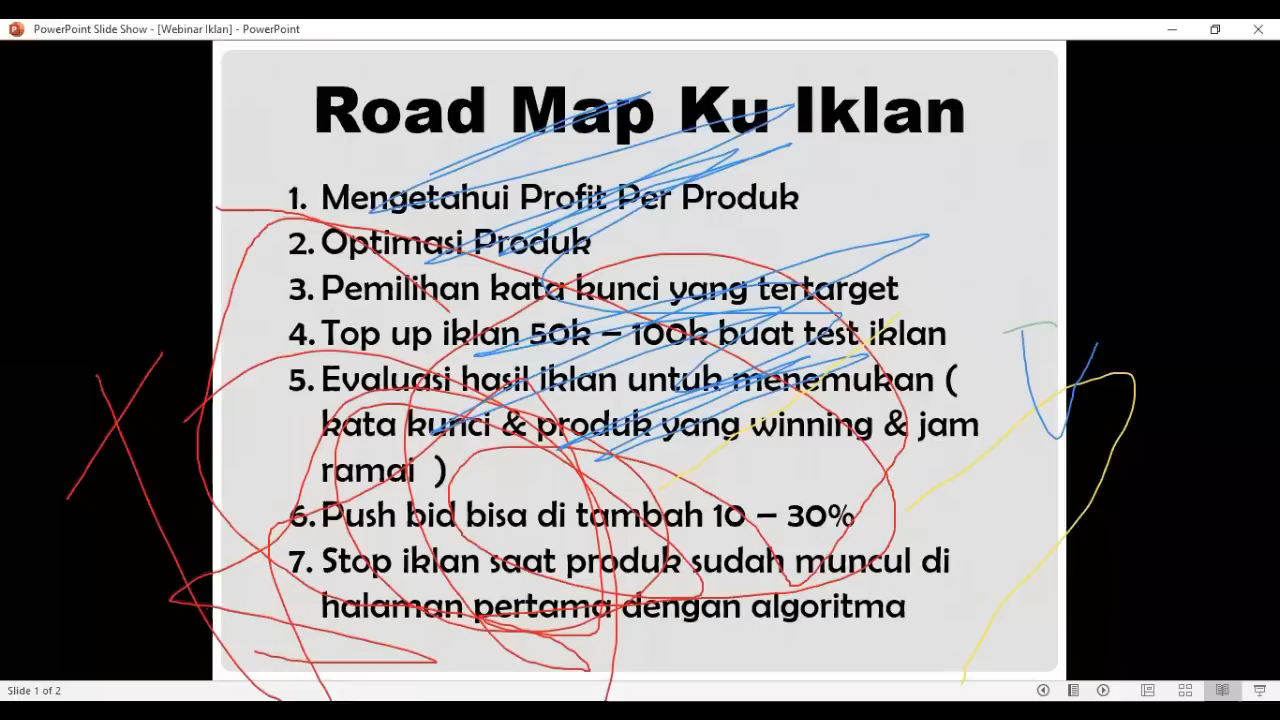 PowerPoint Slide Show - [Webinar Iklan] - PowerPoint
Road Map Ku Iklan
1. Mengetahui Profit Per Produk
2. Optimasi Produk
3. Pemilihan kata kunci yang tertarget
4. Top up iklan 50k – 100k buat test iklan
5. Evaluasi hasil iklan untuk menemukan (
kata kunci & produk yang winning & jam
ramai )
6. Push bid bisa di tambah 10 – 30%
7. Stop iklan saat produk sudah muncul di
halaman pertama dengan algoritma
Slide 1 of 2